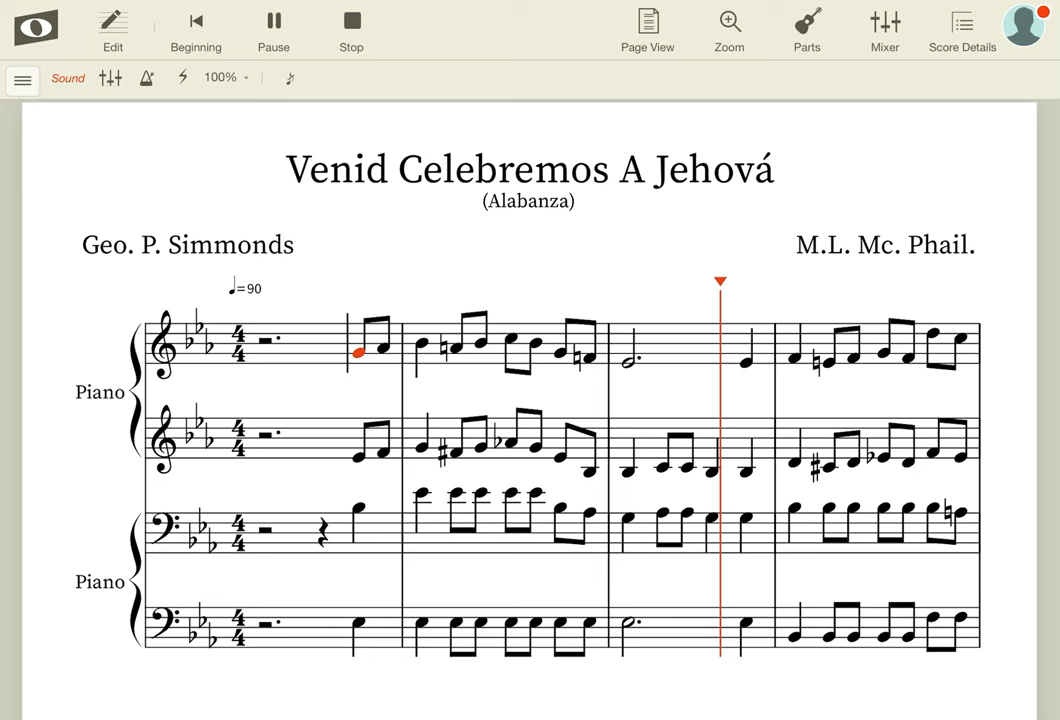 Edit
Beginning
Pause
Stop
Page View
Zoom
Parts
Mixer
Score Details
Sound
100%
Venid Celebremos A Jehová
(Alabanza)
Geo. P. Simmonds
M.L. Mc. Phail.
♩=90
Piano
Piano